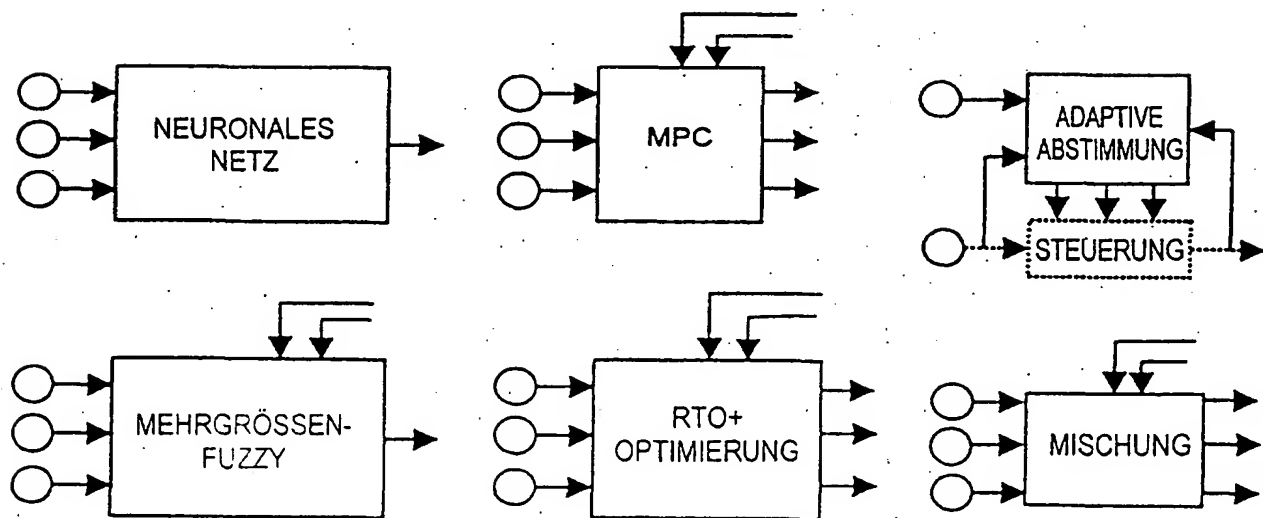 NEURONALES
NETZ
MPC
ADAPTIVE
ABSTIMMUNG
STEUERUNG
MEHRGRÖSSEN-
FUZZY
RTO+
OPTIMIERUNG
MISCHUNG